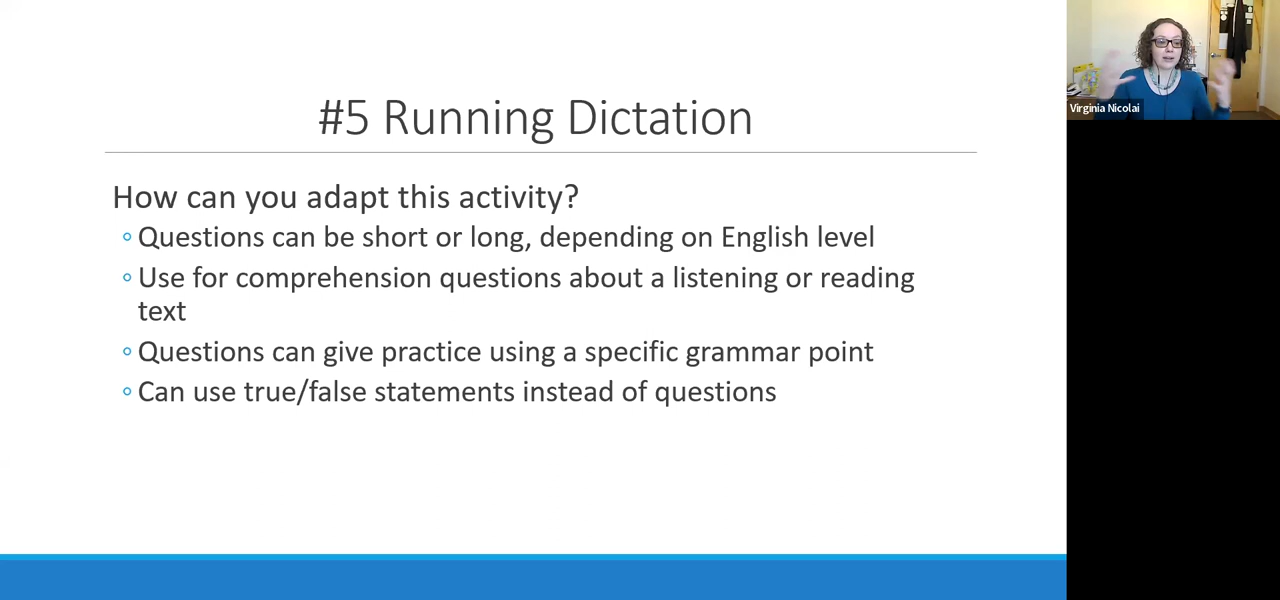 #5 Running Dictation
How can you adapt this activity?
◦ Questions can be short or long, depending on English level
◦ Use for comprehension questions about a listening or reading
text
◦ Questions can give practice using a specific grammar point
◦ Can use true/false statements instead of questions
Virginia Nicolai